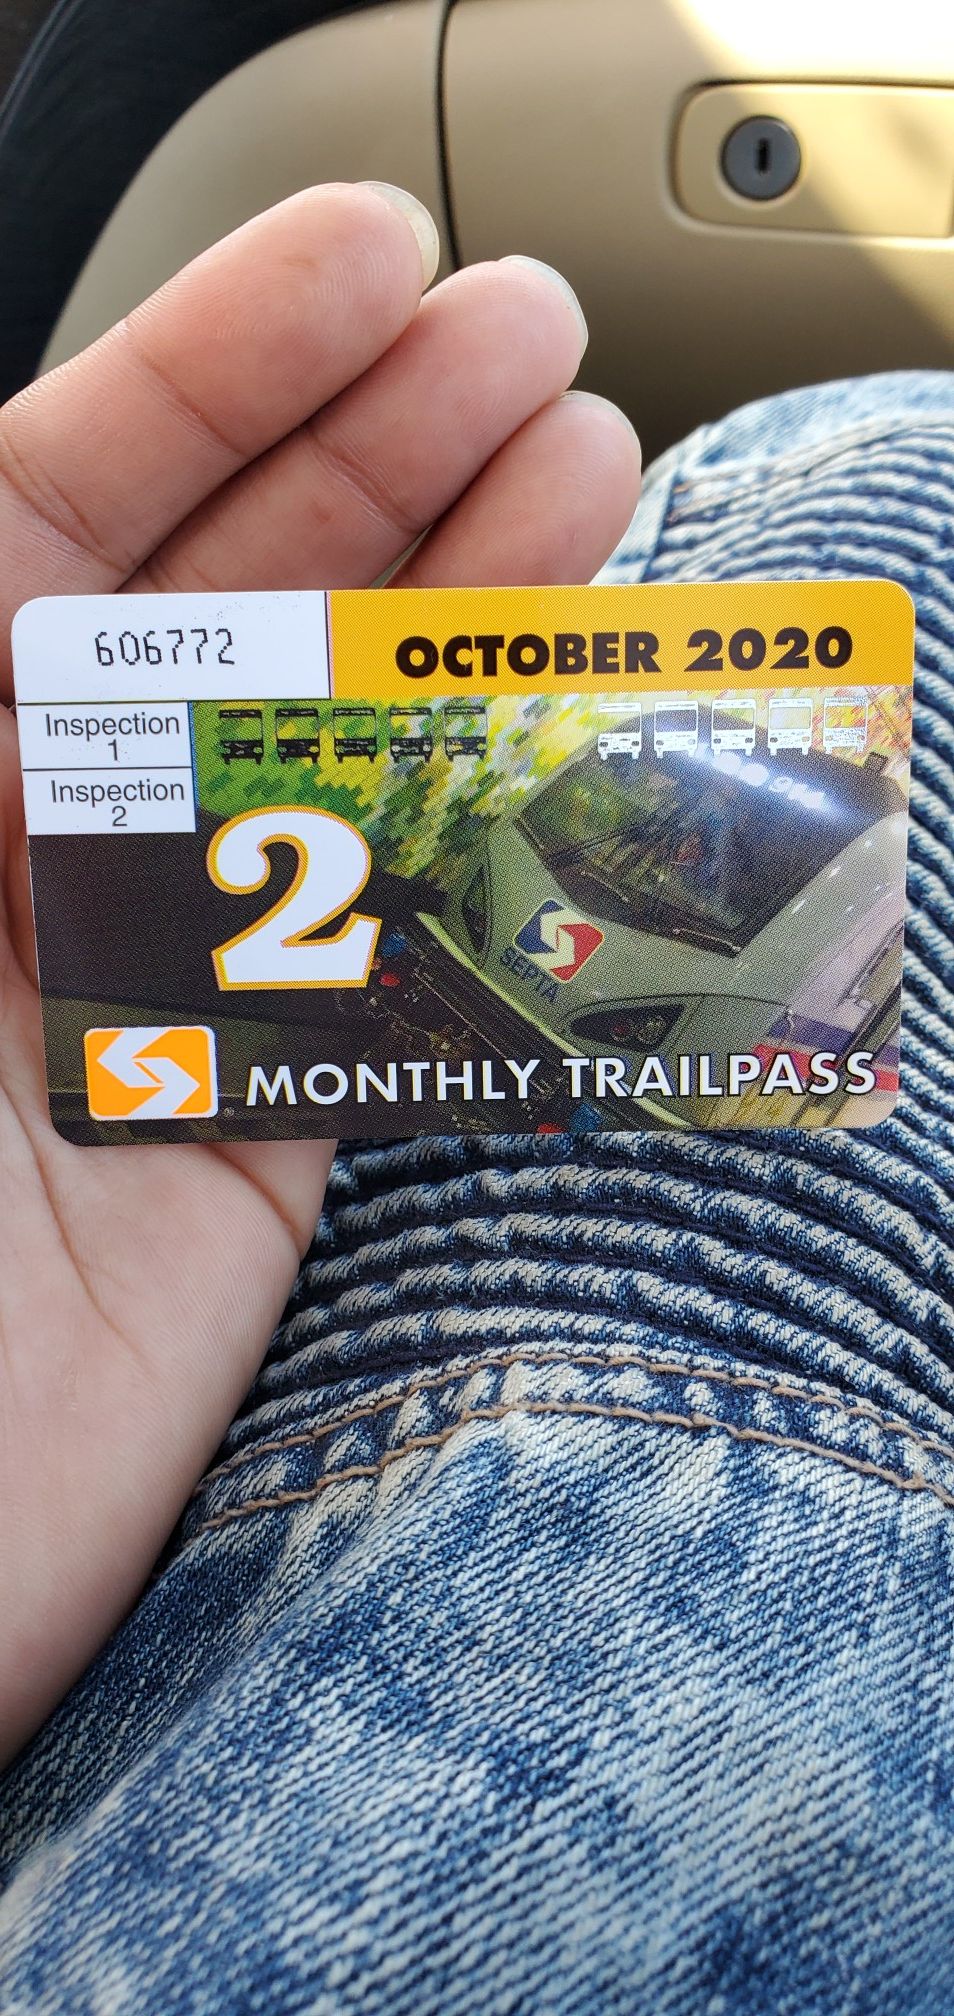 606772
OCTOBER 2020
Inspection
1
Inspection
2
2
SEPTA
MONTHLY TRAILPASS